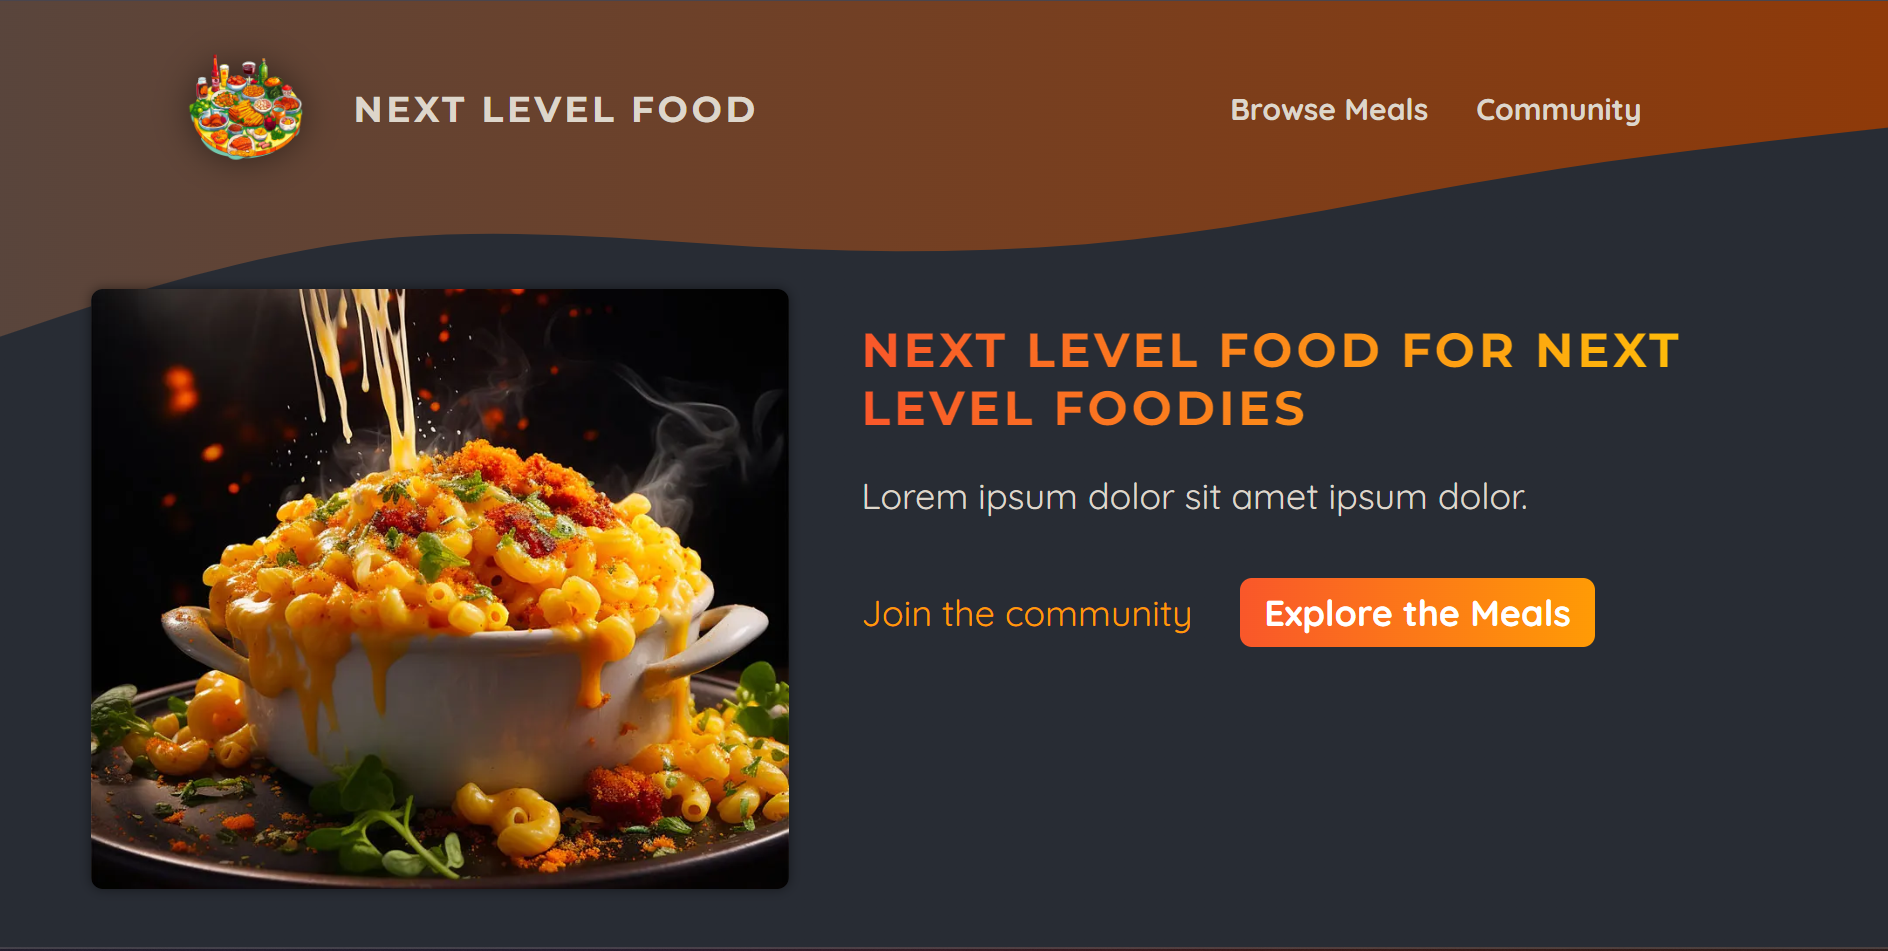 NEXT LEVEL FOOD
Browse Meals
Community
NEXT LEVEL FOOD FOR NEXT
LEVEL FOODIES
Lorem ipsum dolor sit amet ipsum dolor.
Join the community
Explore the Meals